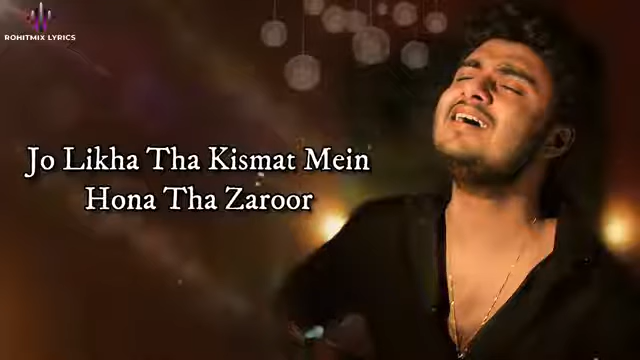 ROHITMIX LYRICS
Jo Likha Tha Kismat Mein
Hona Tha Zaroor